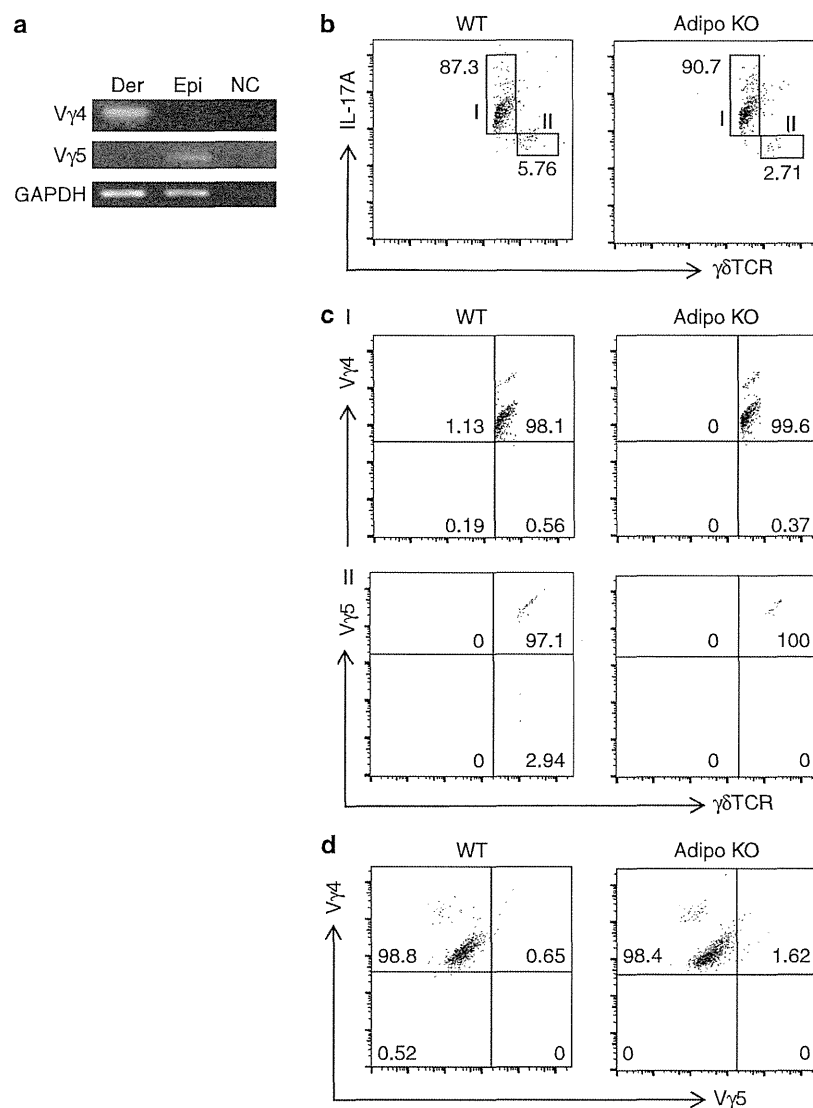 a
Der Epi NC
Vγ4
Vγ5
GAPDH
b
WT Adipo KO
IL-17A
87.3
I
II
5.76
90.7
I
II
2.71
γδTCR
c I
WT Adipo KO
Vγ4
1.13 98.1
0.19 0.56
0 99.6
0 0.37
II
Vγ5
0 97.1
0 2.94
0 100
0 0
γδTCR
d
WT Adipo KO
Vγ4
98.8 0.65
0.52 0
98.4 1.62
0 0
Vγ5